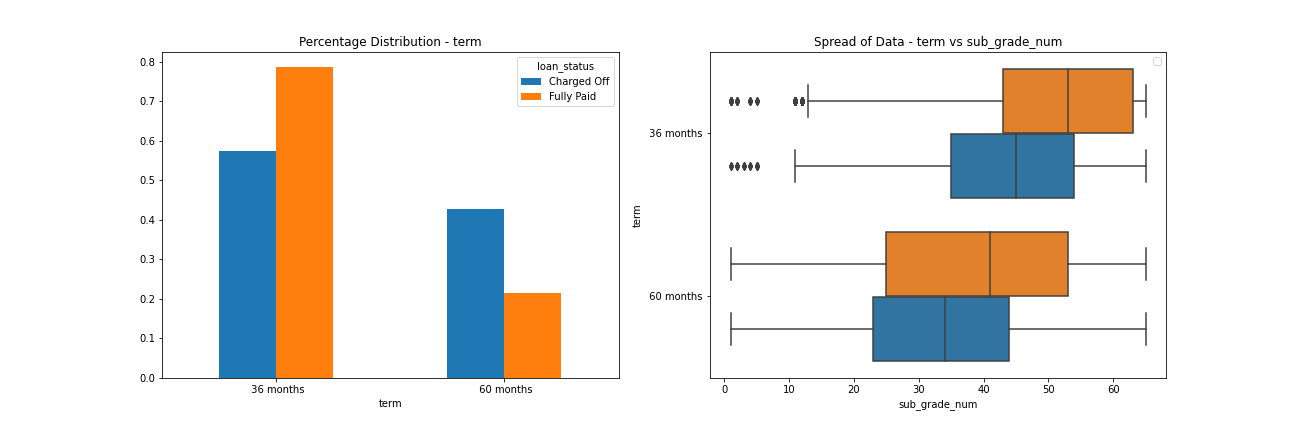 Percentage Distribution - term
0.8
0.7
0.6
0.5
0.4
0.3
0.2
0.1
0.0
loan_status
Charged Off
Fully Paid
36 months
60 months
term
Spread of Data - term vs sub_grade_num
term
36 months
60 months
0
10
20
30
40
50
60
sub_grade_num